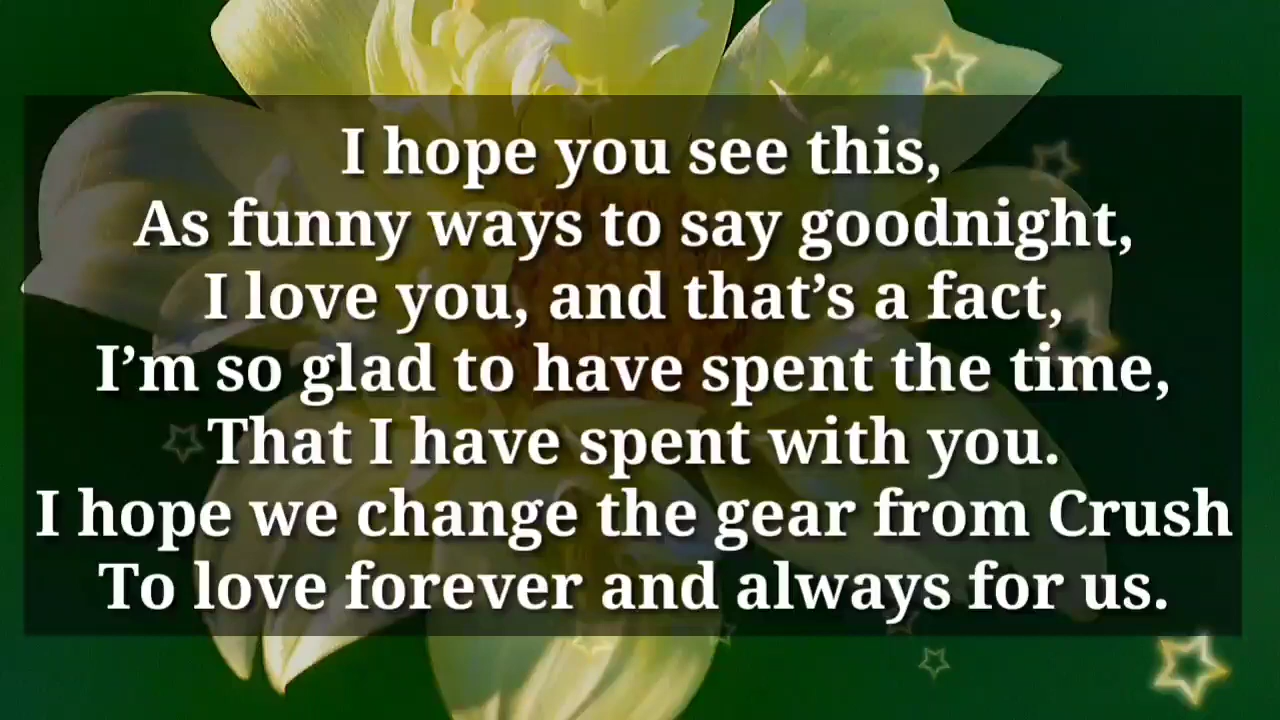 I hope you see this,
As funny ways to say goodnight,
I love you, and that’s a fact,
I’m so glad to have spent the time,
That I have spent with you.
I hope we change the gear from Crush
To love forever and always for us.